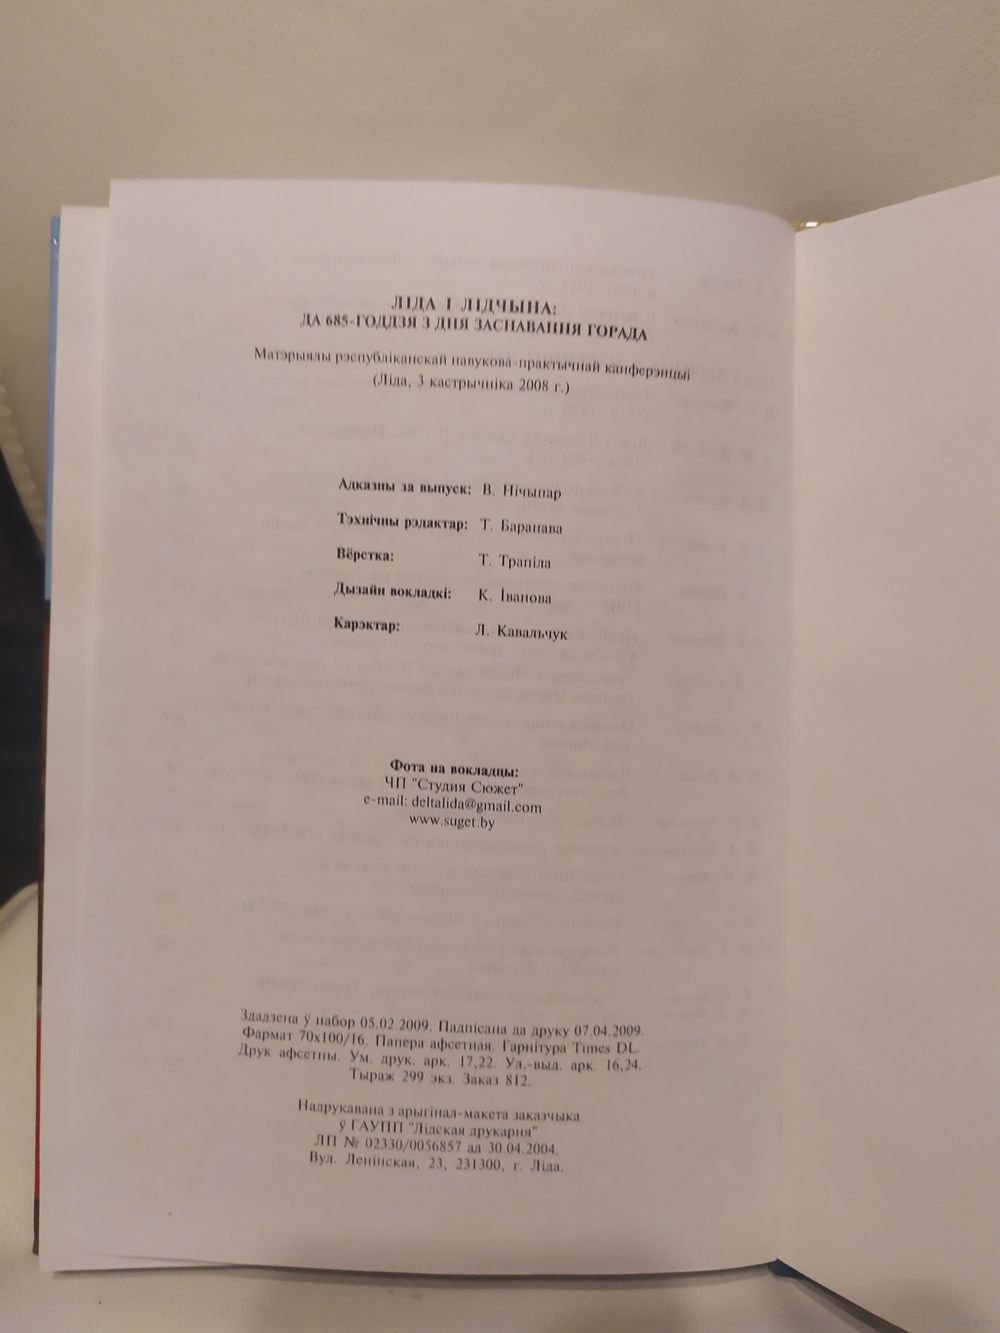 ЛІДА І ЛІДЧЫНА:
ДА 685-ГОДДЗЯ З ДНЯ ЗАСНАВАННЯ ГОРАДА
Матэрыялы рэспубліканскай навукова-практычнай канферэнцыі
(Ліда, 3 кастрычніка 2008 г.)
Адказны за выпуск: В. Нічыпар
Тэхнічны рэдактар: Т. Баранава
Вёрстка: Т. Трапіла
Дызайн вокладкі: К. Іванова
Карэктар: Л. Кавальчук
Фота на вокладцы:
ЧП "Студия Сюжет"
e-mail: deltalida@gmail.com
www.suget.by
Здадзена ў набор 05.02.2009. Падпісана да друку 07.04.2009.
Фармат 70х100/16. Папера афсетная. Гарнітура Times DL.
Друк афсетны. Ум. друк. арк. 17,22. Ул.-выд. арк. 16,24.
Тыраж 299 экз. Заказ 812.
Надрукавана з арыгінал-макета заказчыка
ў ГАУПП "Лідская друкарня"
ЛП № 02330/0056857 ад 30.04.2004.
Вул. Ленінская, 23, 231300, г. Ліда.